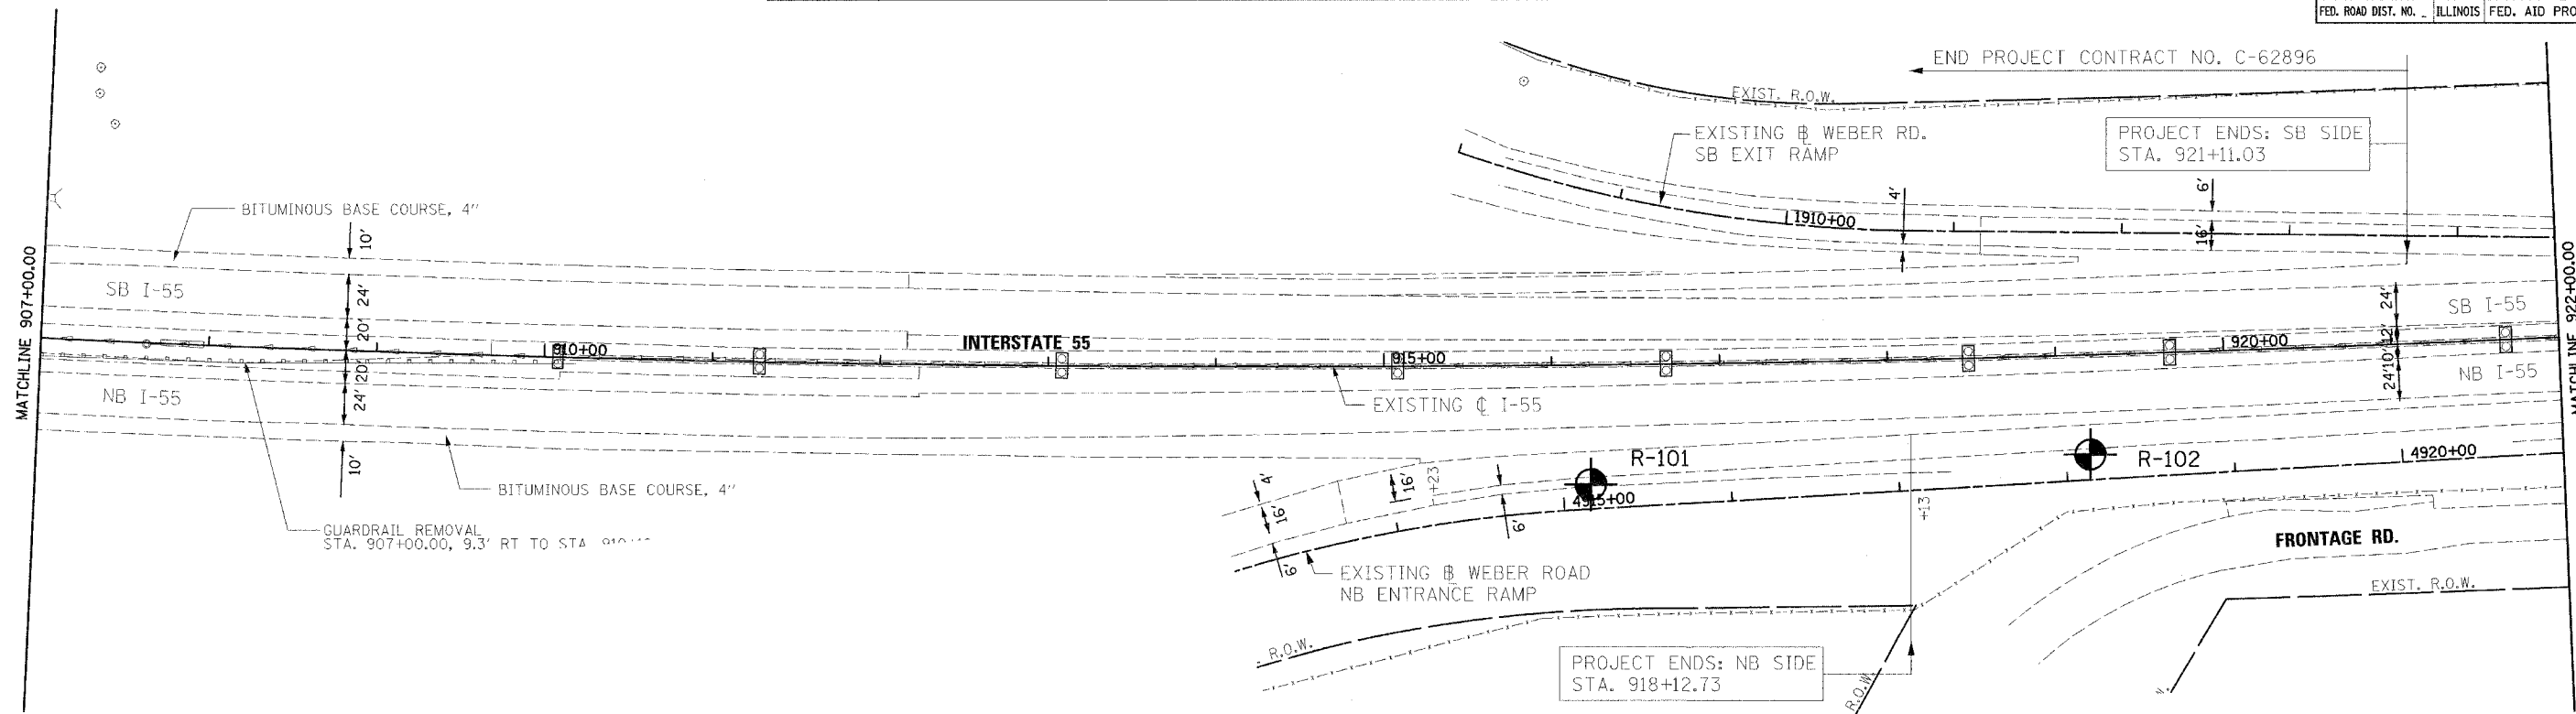 FED. ROAD DIST. NO. _ ILLINOIS FED. AID PRO
END PROJECT CONTRACT NO. C-62896
EXIST. R.O.W.
EXISTING ⅊ WEBER RD.
SB EXIT RAMP
PROJECT ENDS: SB SIDE
STA. 921+11.03
BITUMINOUS BASE COURSE, 4"
1910+00
4'
6'
16'
10'
MATCHLINE 907+00.00
SB I-55
24'
20'
INTERSTATE 55
910+00
915+00
920+00
24'
12'
10'
24'
SB I-55
NB I-55
MATCHLINE 922+00.00
NB I-55
20'
24'
10'
EXISTING ℄ I-55
BITUMINOUS BASE COURSE, 4"
GUARDRAIL REMOVAL
STA. 907+00.00, 9.3' RT TO STA
R-101
R-102
4'
16'
6'
16'
+23
6'
4915+00
4920+00
+13
FRONTAGE RD.
EXISTING B WEBER ROAD
NB ENTRANCE RAMP
EXIST. R.O.W.
R.O.W.
PROJECT ENDS: NB SIDE
STA. 918+12.73
R.O.W.